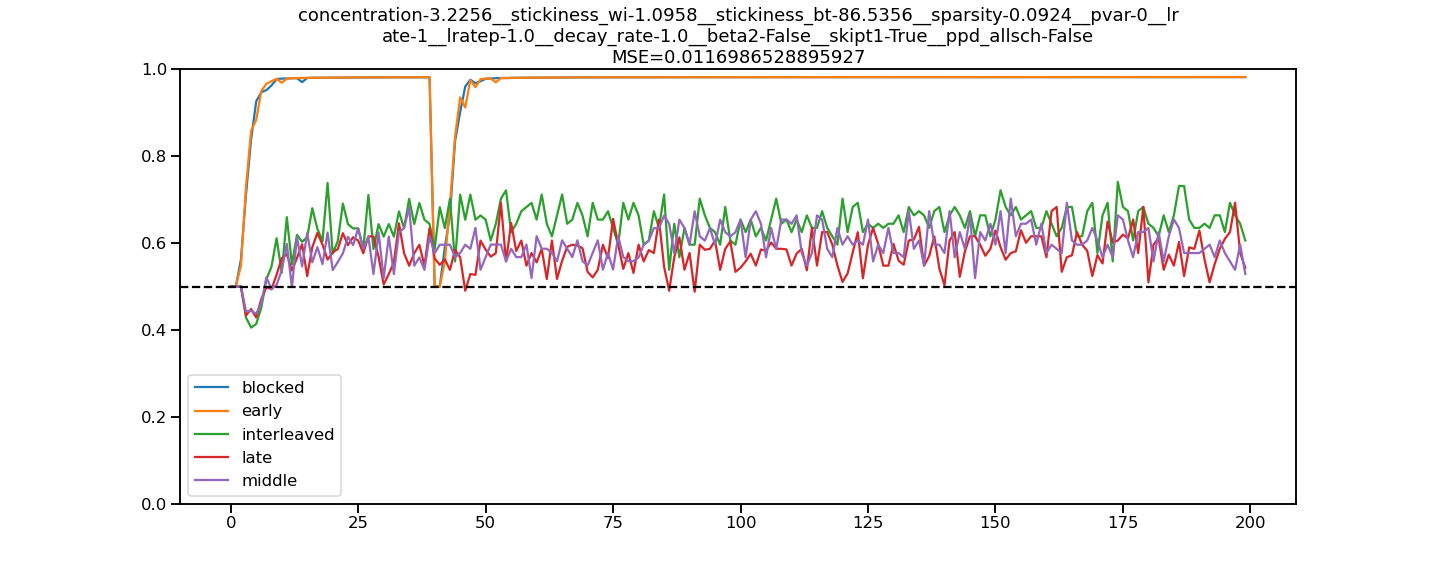 concentration-3.2256__stickiness_wi-1.0958__stickiness_bt-86.5356__sparsity-0.0924__pvar-0__lr
ate-1__lratep-1.0__decay_rate-1.0__beta2-False__skipt1-True__ppd_allsch-False
MSE=0.0116986528895927
1.0
0.8
0.6
0.4
0.2
0.0
blocked
early
interleaved
late
middle
0 25 50 75 100 125 150 175 200